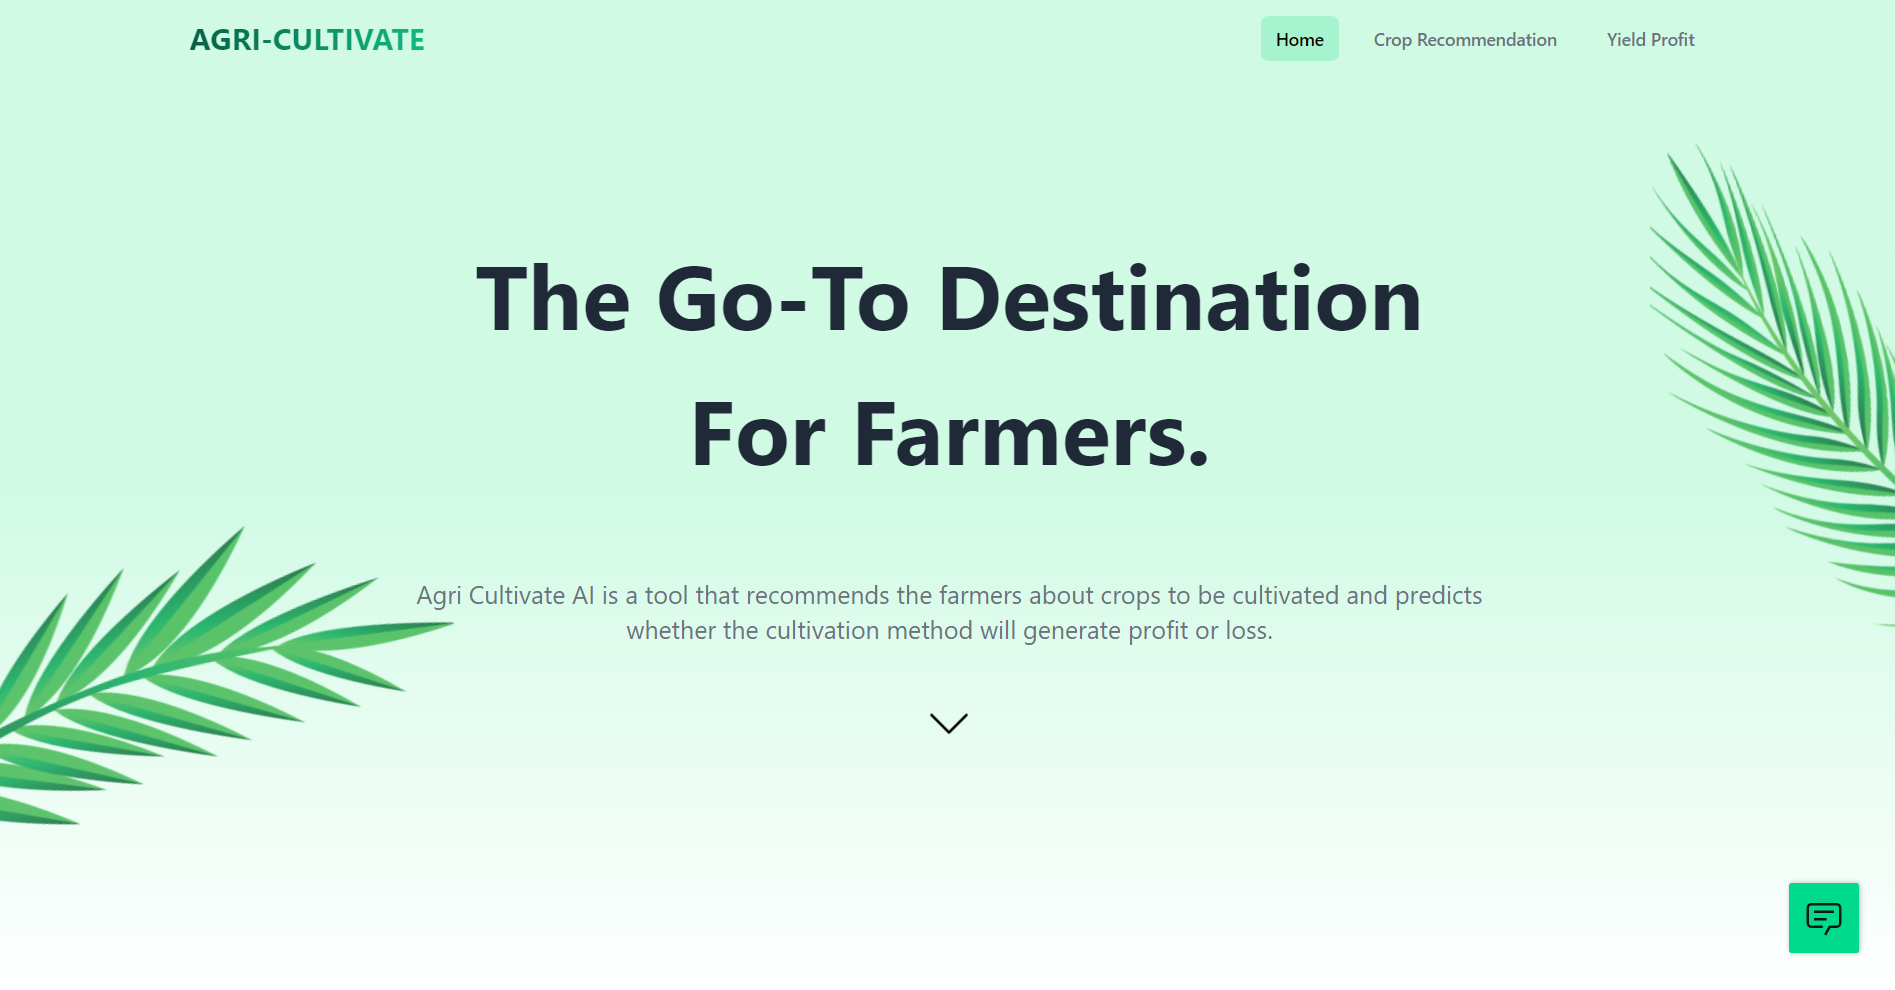 AGRI-CULTIVATE
Home
Crop Recommendation
Yield Profit
The Go-To Destination
For Farmers.
Agri Cultivate AI is a tool that recommends the farmers about crops to be cultivated and predicts
whether the cultivation method will generate profit or loss.